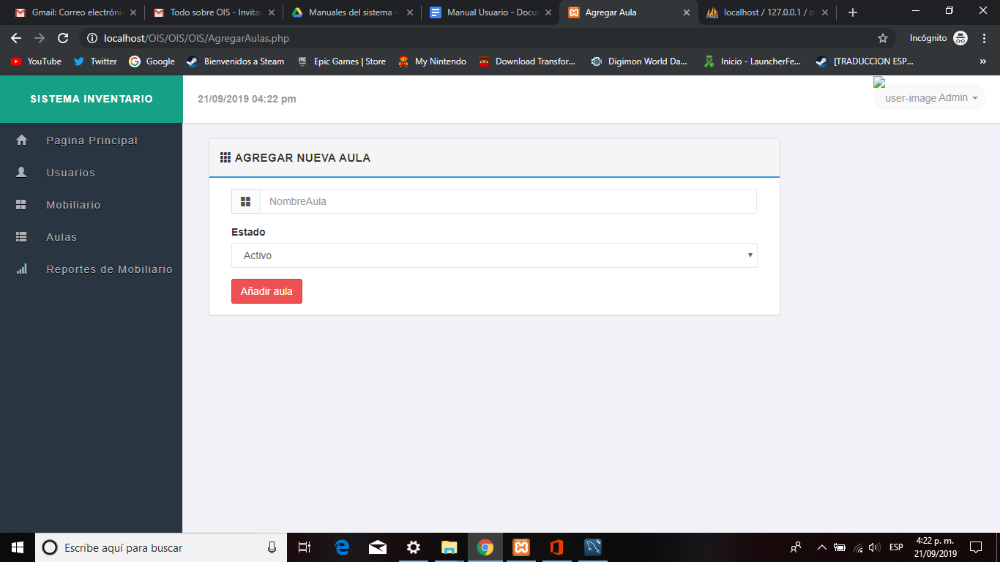 Gmail: Correo electróni
Todo sobre OIS - Invitac
Manuales del sistema -
Manual Usuario - Docu
Agregar Aula
localhost / 127.0.0.1 / o
localhost/OIS/OIS/OIS/AgregarAulas.php
Incógnito
YouTube
Twitter
Google
Bienvenidos a Steam
Epic Games | Store
My Nintendo
Download Transfor...
Digimon World Da...
Inicio - LauncherFe...
[TRADUCCION ESP...
SISTEMA INVENTARIO
21/09/2019 04:22 pm
user-image Admin
Pagina Principal
Usuarios
Mobiliario
Aulas
Reportes de Mobiliario
AGREGAR NUEVA AULA
NombreAula
Estado
Activo
Añadir aula
Escribe aquí para buscar
ESP
4:22 p. m.
21/09/2019